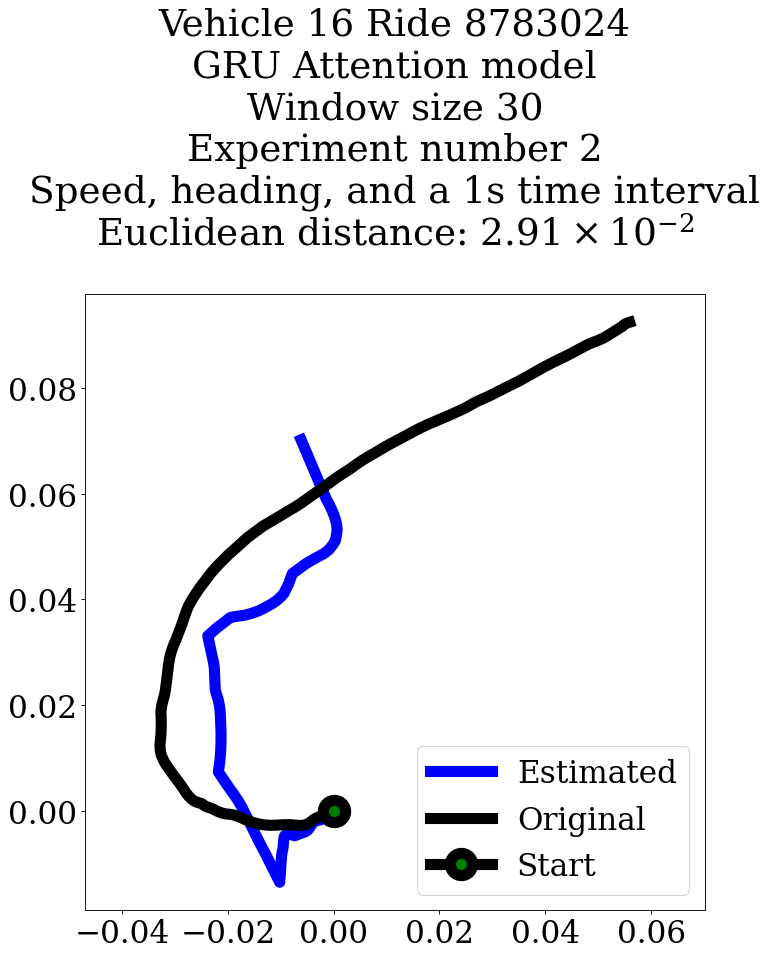 Vehicle 16 Ride 8783024
GRU Attention model
Window size 30
Experiment number 2
Speed, heading, and a 1s time interval
Euclidean distance: 2.91 × 10⁻²
0.08
0.06
0.04
0.02
0.00
Estimated
Original
Start
−0.04 −0.02 0.00 0.02 0.04 0.06